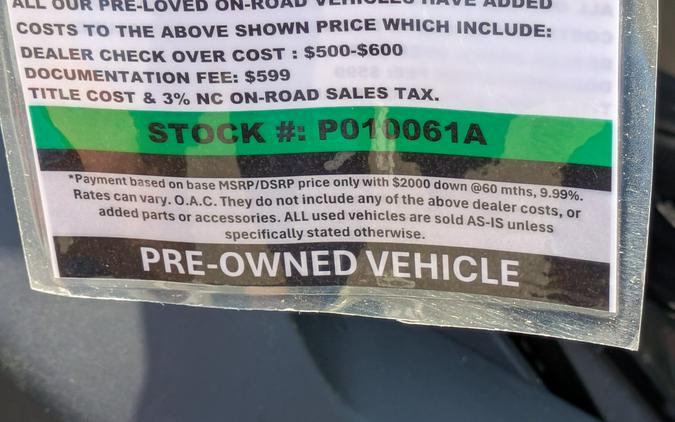 ALL OUR PRE-LOVED ON-ROAD VEHICLES HAVE ADDED
COSTS TO THE ABOVE SHOWN PRICE WHICH INCLUDE:
DEALER CHECK OVER COST : $500-$600
DOCUMENTATION FEE: $599
TITLE COST & 3% NC ON-ROAD SALES TAX.
STOCK #: P010061A
*Payment based on base MSRP/DSRP price only with $2000 down @60 mths, 9.99%.
Rates can vary. O.A.C. They do not include any of the above dealer costs, or
added parts or accessories. ALL used vehicles are sold AS-IS unless
specifically stated otherwise.
PRE-OWNED VEHICLE